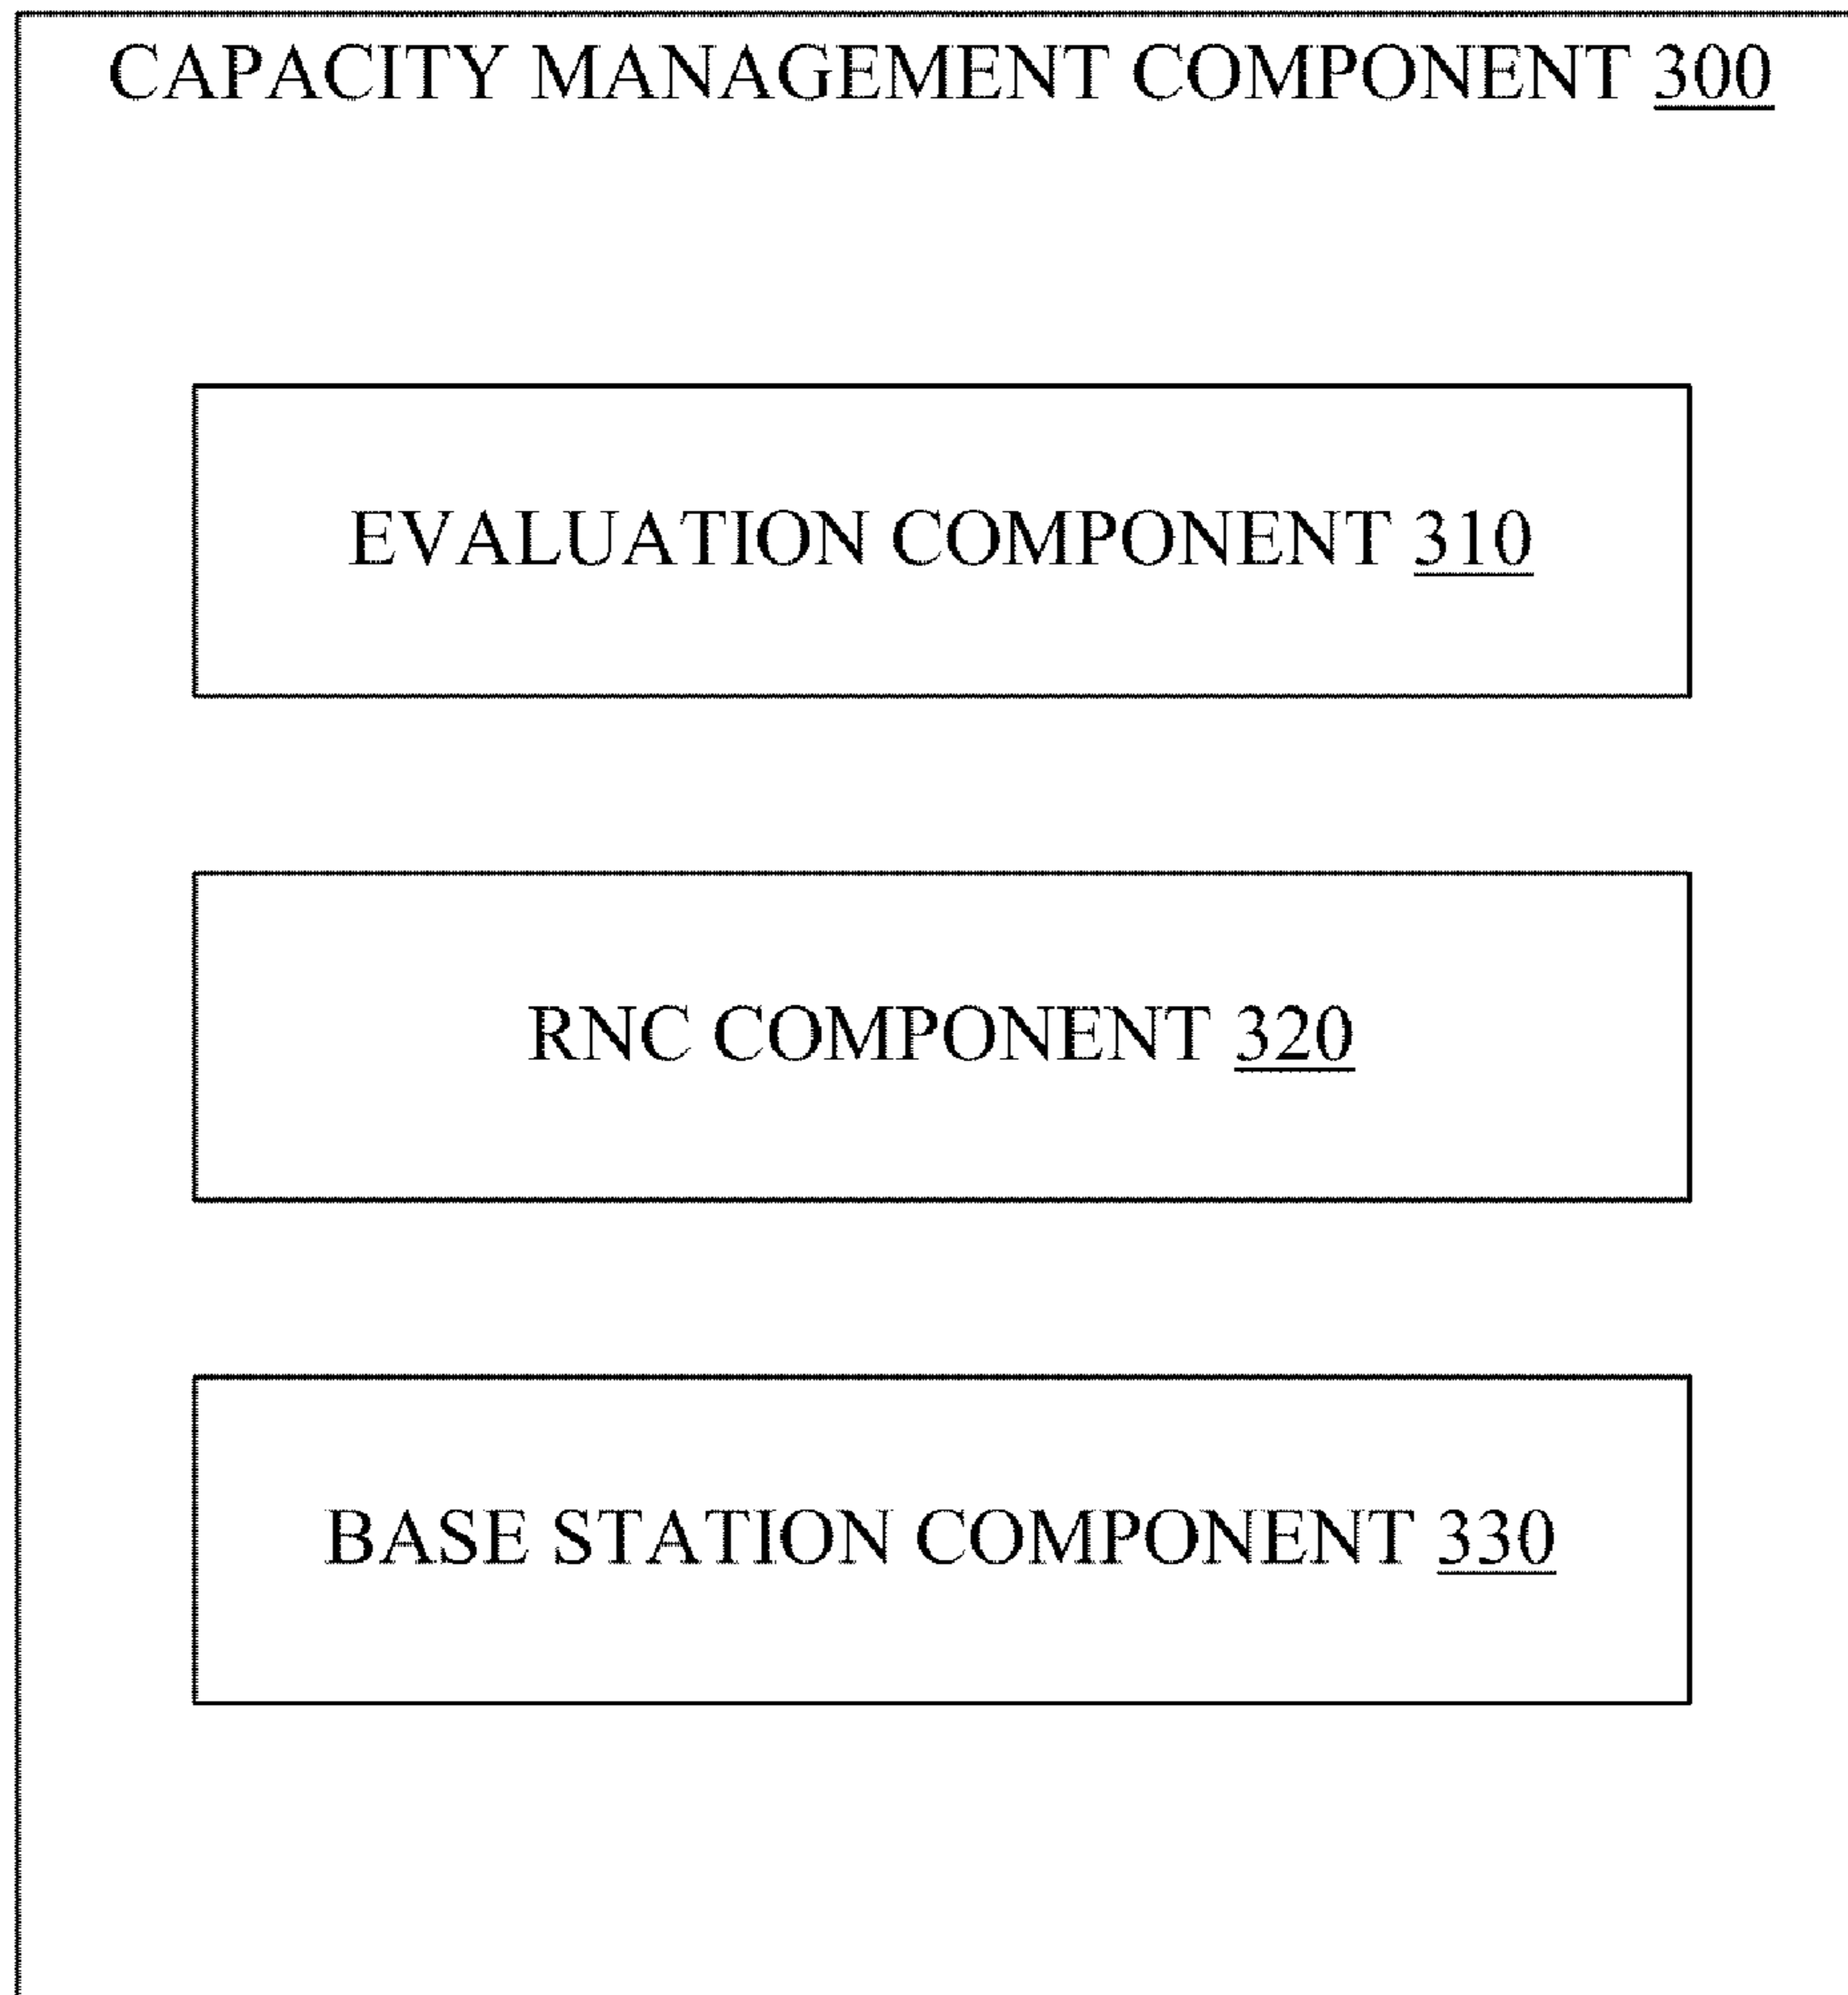 CAPACITY MANAGEMENT COMPONENT 300
EVALUATION COMPONENT 310
RNC COMPONENT 320
BASE STATION COMPONENT 330